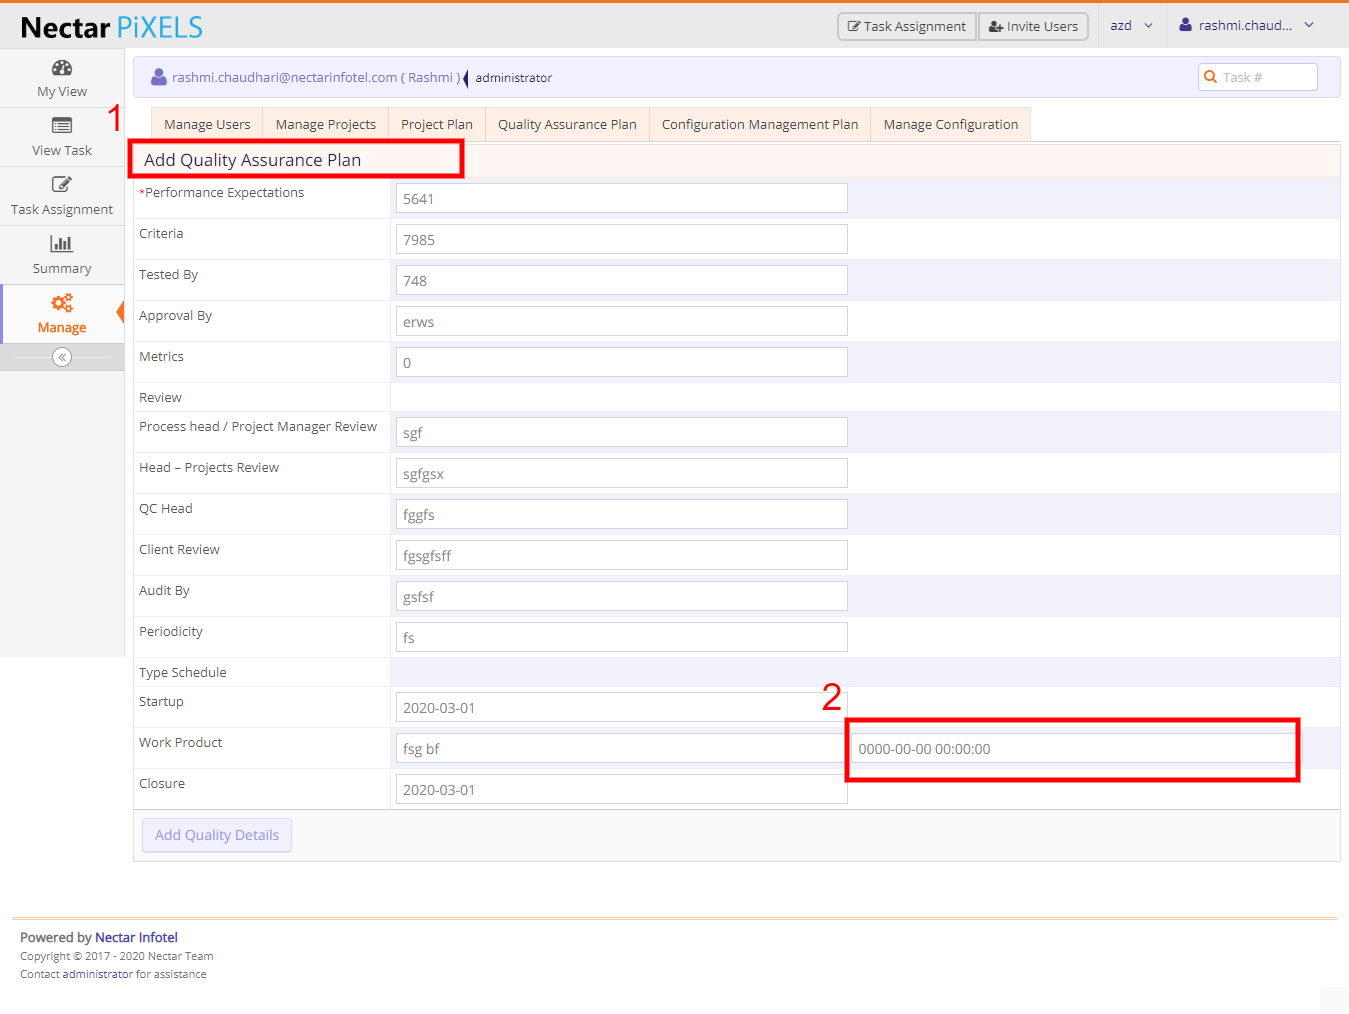 Nectar PiXELS
Task Assignment
Invite Users
azd
rashmi.chaud...
My View
View Task
Task Assignment
Summary
Manage
rashmi.chaudhari@nectarinfotel.com ( Rashmi ) administrator
Task #
1
Manage Users
Manage Projects
Project Plan
Quality Assurance Plan
Configuration Management Plan
Manage Configuration
Add Quality Assurance Plan
*Performance Expectations
5641
Criteria
7985
Tested By
748
Approval By
erws
Metrics
0
Review
Process head / Project Manager Review
sgf
Head – Projects Review
sgfgsx
QC Head
fggfs
Client Review
fgsgfsff
Audit By
gsfsf
Periodicity
fs
Type Schedule
Startup
2020-03-01
2
Work Product
fsg bf
0000-00-00 00:00:00
Closure
2020-03-01
Add Quality Details
Powered by Nectar Infotel
Copyright © 2017 - 2020 Nectar Team
Contact administrator for assistance